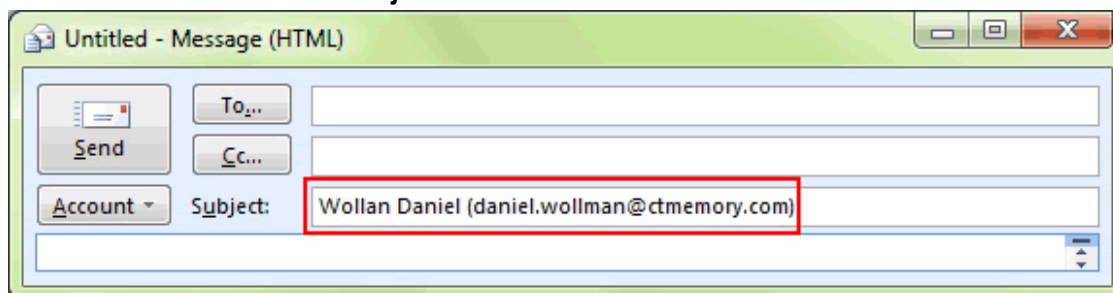 Untitled - Message (HTML)
To...
Send
Cc...
Account
Subject: Wollan Daniel (daniel.wollman@ctmemory.com)